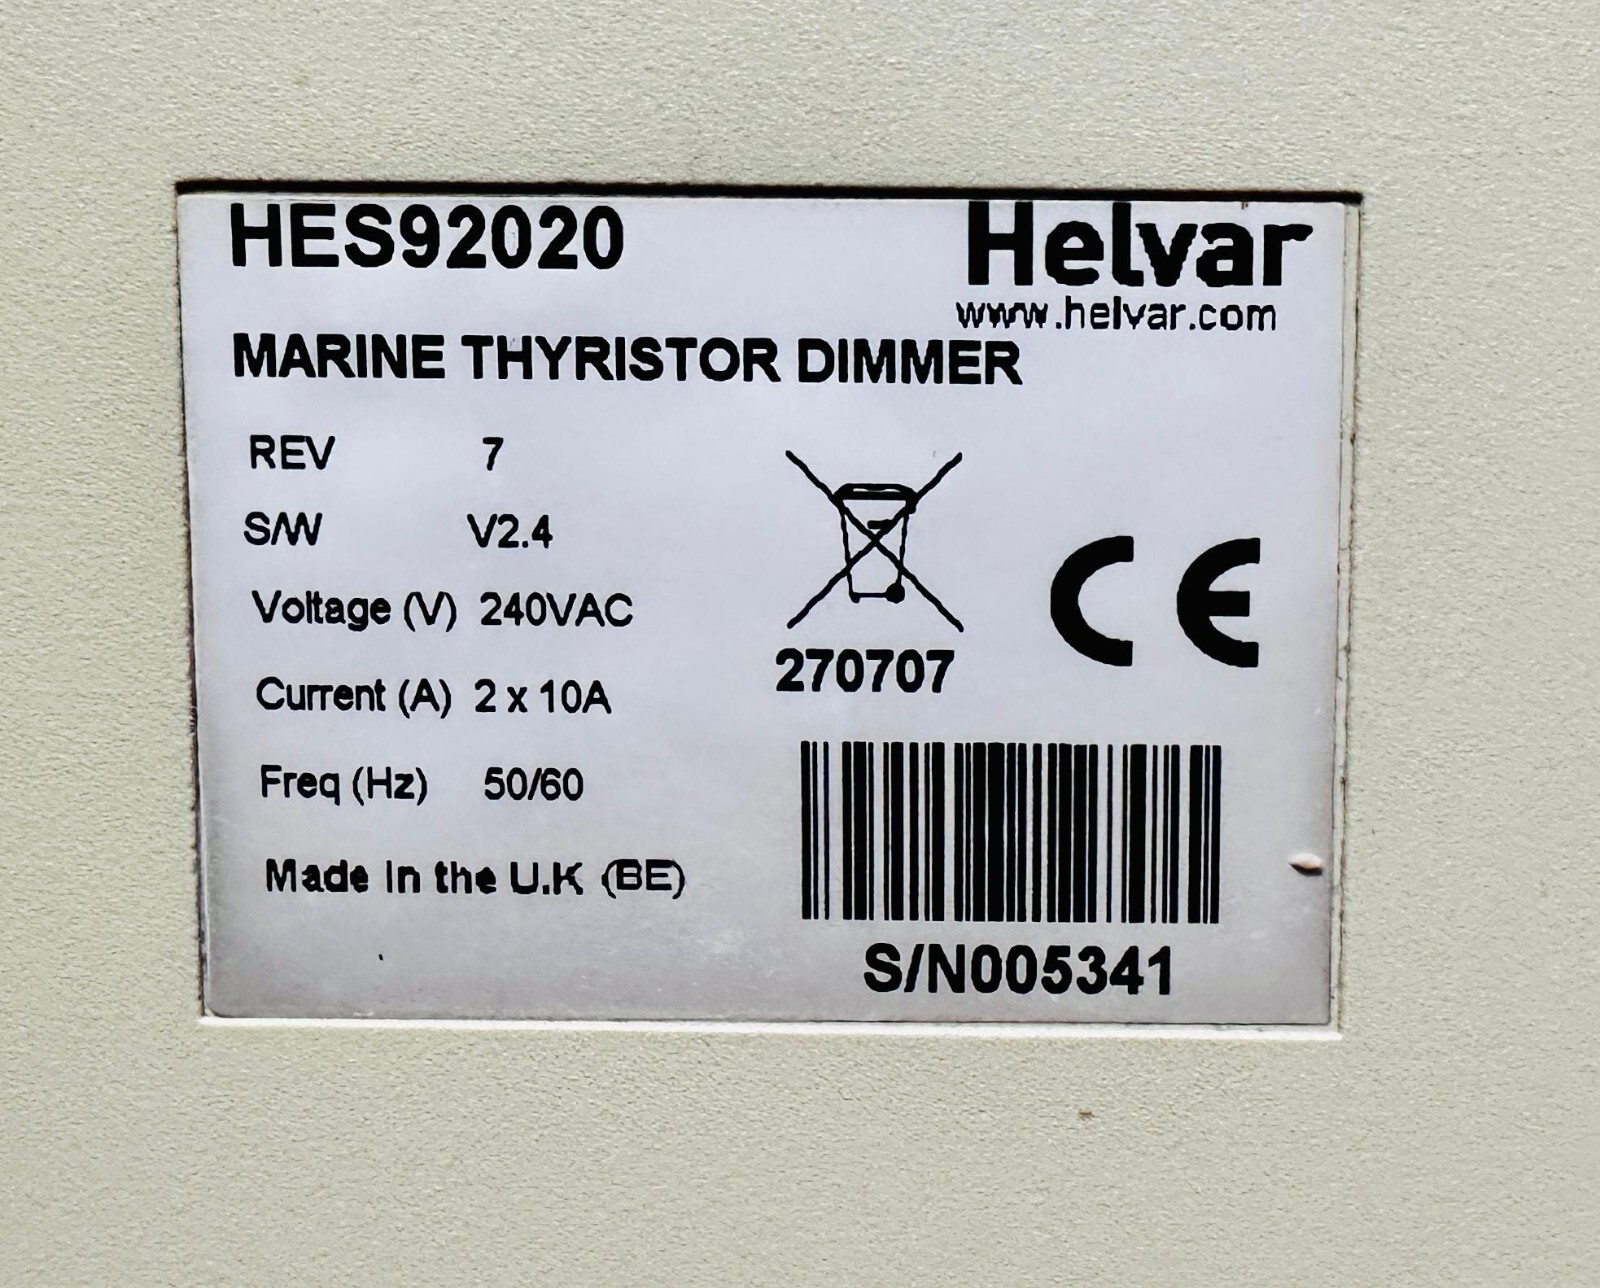 HES92020
Helvar
www.helvar.com
MARINE THYRISTOR DIMMER
REV 7
S/W V2.4
Voltage (V) 240VAC
Current (A) 2 x 10A
Freq (Hz) 50/60
Made In the U.K (BE)
270707
CE
S/N005341